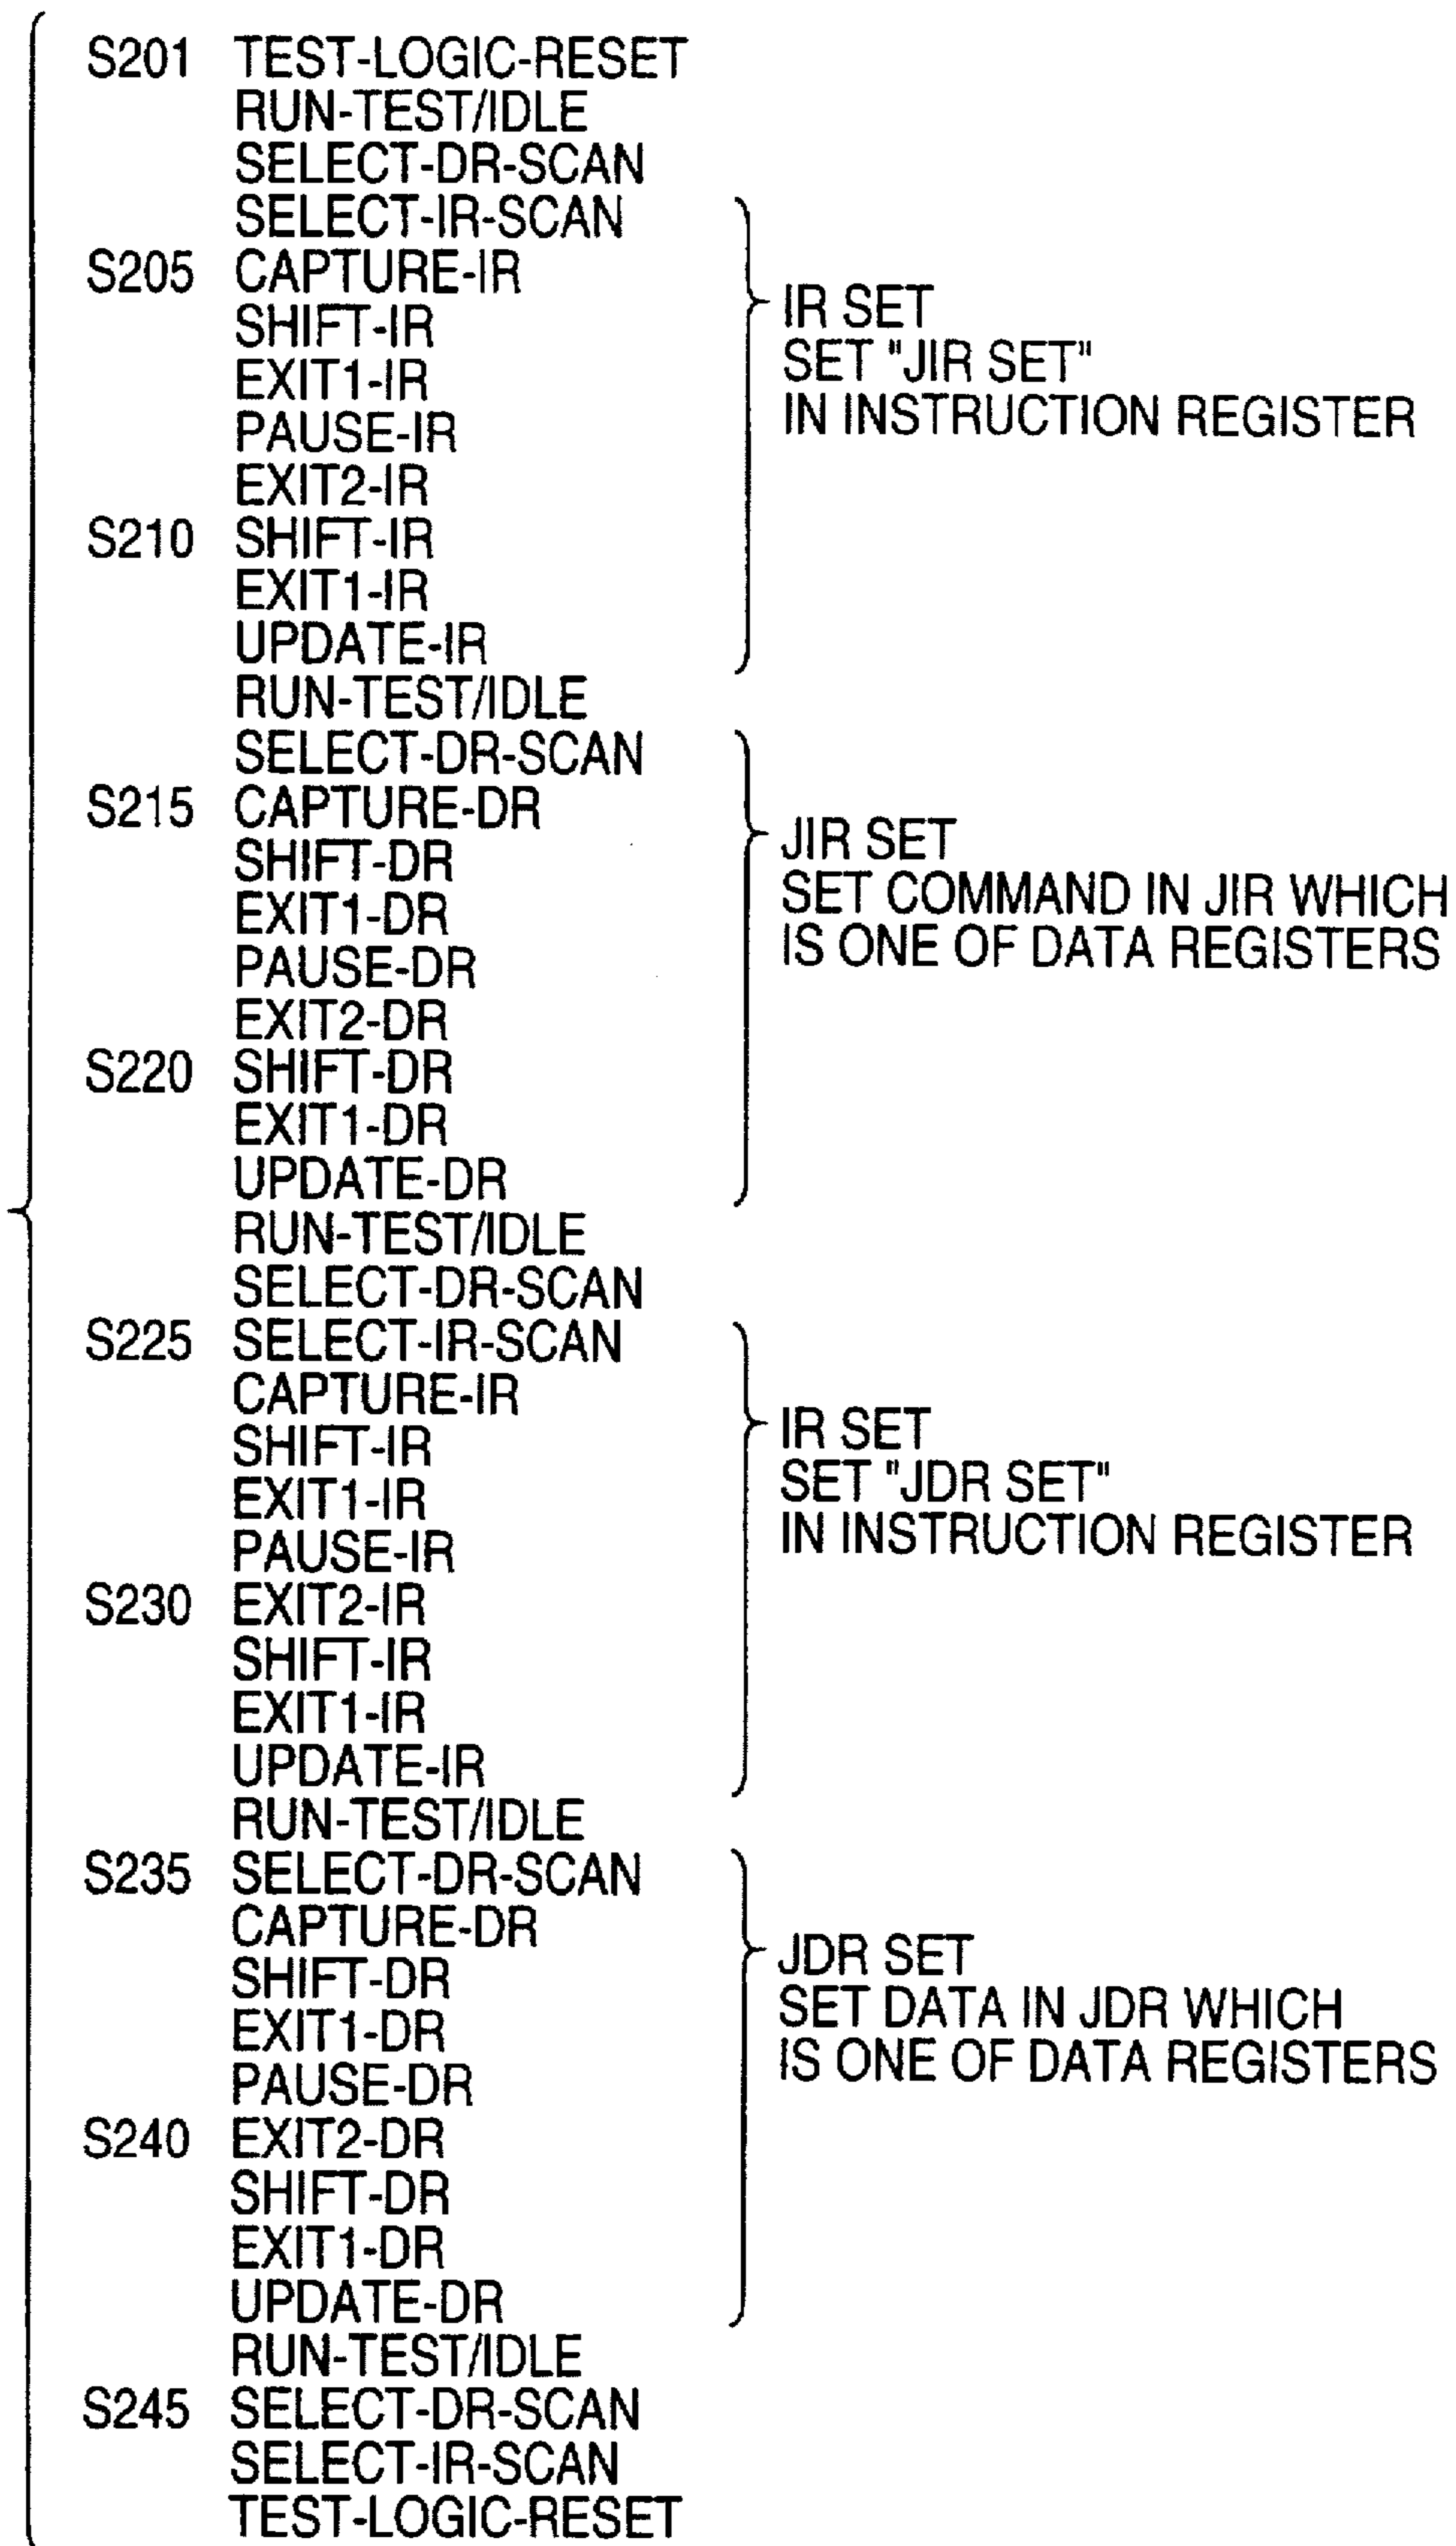 S201 TEST-LOGIC-RESET
RUN-TEST/IDLE
SELECT-DR-SCAN
SELECT-IR-SCAN
S205 CAPTURE-IR
SHIFT-IR
EXIT1-IR
PAUSE-IR
EXIT2-IR
S210 SHIFT-IR
EXIT1-IR
UPDATE-IR
IR SET
SET "JIR SET"
IN INSTRUCTION REGISTER
RUN-TEST/IDLE
SELECT-DR-SCAN
S215 CAPTURE-DR
SHIFT-DR
EXIT1-DR
PAUSE-DR
EXIT2-DR
S220 SHIFT-DR
EXIT1-DR
UPDATE-DR
JIR SET
SET COMMAND IN JIR WHICH
IS ONE OF DATA REGISTERS
RUN-TEST/IDLE
SELECT-DR-SCAN
S225 SELECT-IR-SCAN
CAPTURE-IR
SHIFT-IR
EXIT1-IR
PAUSE-IR
S230 EXIT2-IR
SHIFT-IR
EXIT1-IR
UPDATE-IR
IR SET
SET "JDR SET"
IN INSTRUCTION REGISTER
RUN-TEST/IDLE
S235 SELECT-DR-SCAN
CAPTURE-DR
SHIFT-DR
EXIT1-DR
PAUSE-DR
S240 EXIT2-DR
SHIFT-DR
EXIT1-DR
UPDATE-DR
JDR SET
SET DATA IN JDR WHICH
IS ONE OF DATA REGISTERS
RUN-TEST/IDLE
S245 SELECT-DR-SCAN
SELECT-IR-SCAN
TEST-LOGIC-RESET